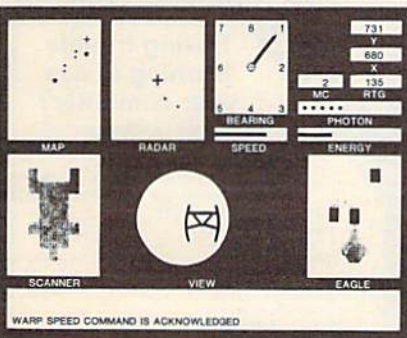 7 8 1
731
Y
6 2
680
X
2 135
5 4 3
MC RTG
BEARING PHOTON
MAP RADAR SPEED ENERGY
SCANNER VIEW EAGLE
WARP SPEED COMMAND IS ACKNOWLEDGED